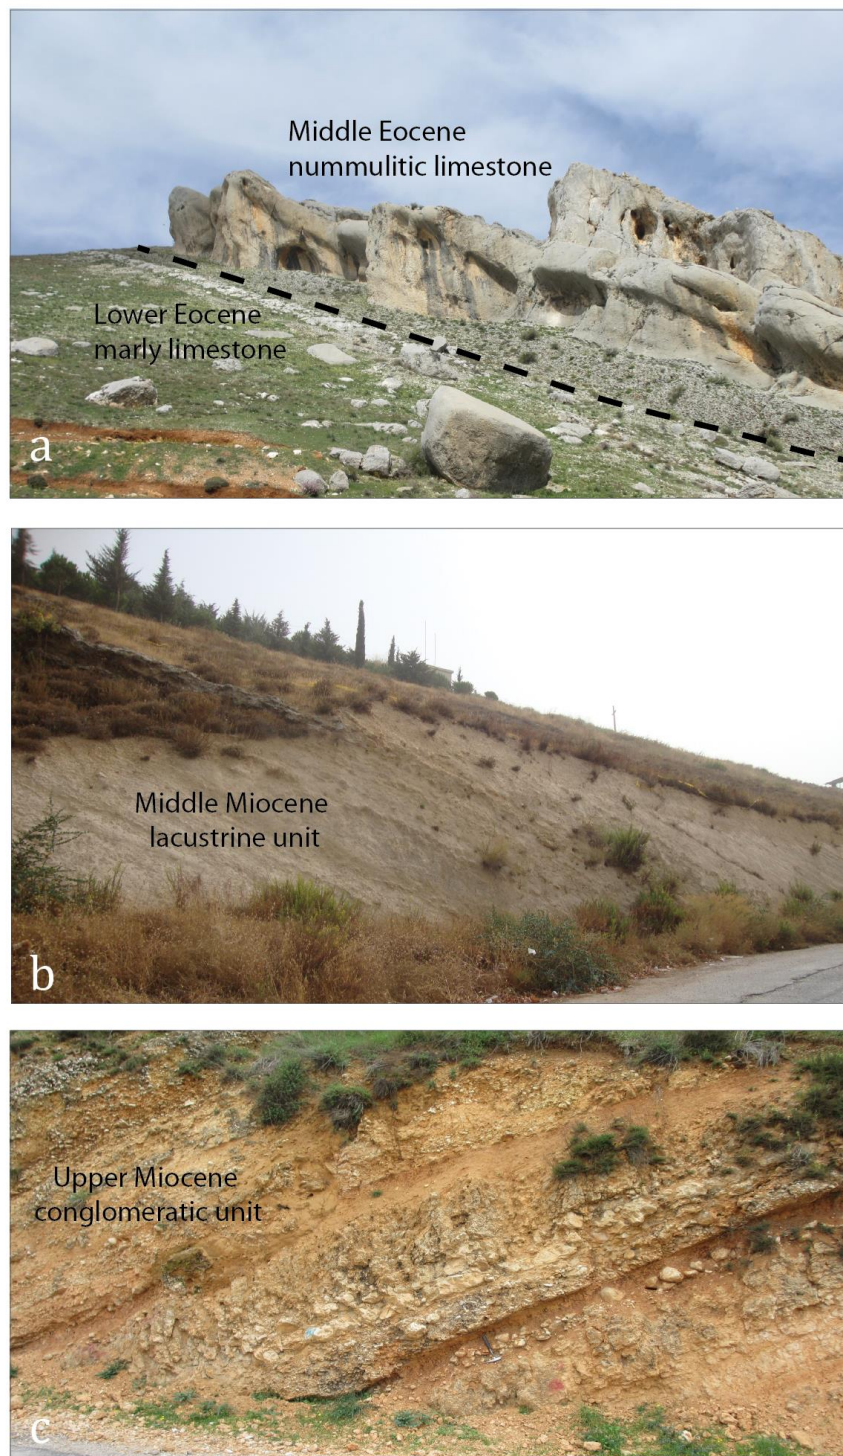 Middle Eocene
nummulitic limestone
Lower Eocene
marly limestone
a
Middle Miocene
lacustrine unit
b
Upper Miocene
conglomeratic unit
c